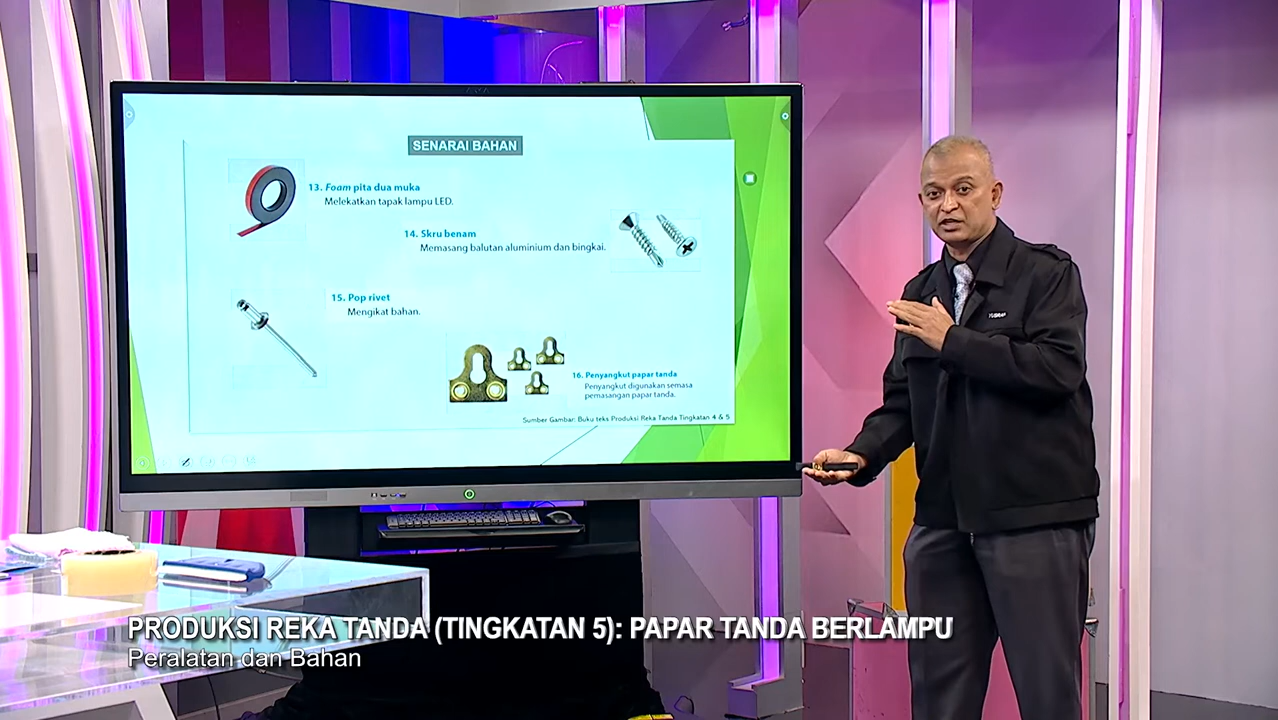 SENARAI BAHAN
13. Foam pita dua muka
Melekatkan tapak lampu LED.
14. Skru benam
Memasang balutan aluminium dan bingkai.
15. Pop rivet
Mengikat bahan.
16. Penyangkut papar tanda
Penyangkut digunakan semasa
pemasangan papar tanda.
Sumber Gambar: Buku teks Produksi Reka Tanda Tingkatan 4 & 5
PRODUKSI REKA TANDA (TINGKATAN 5): PAPAR TANDA BERLAMPU
Peralatan dan Bahan